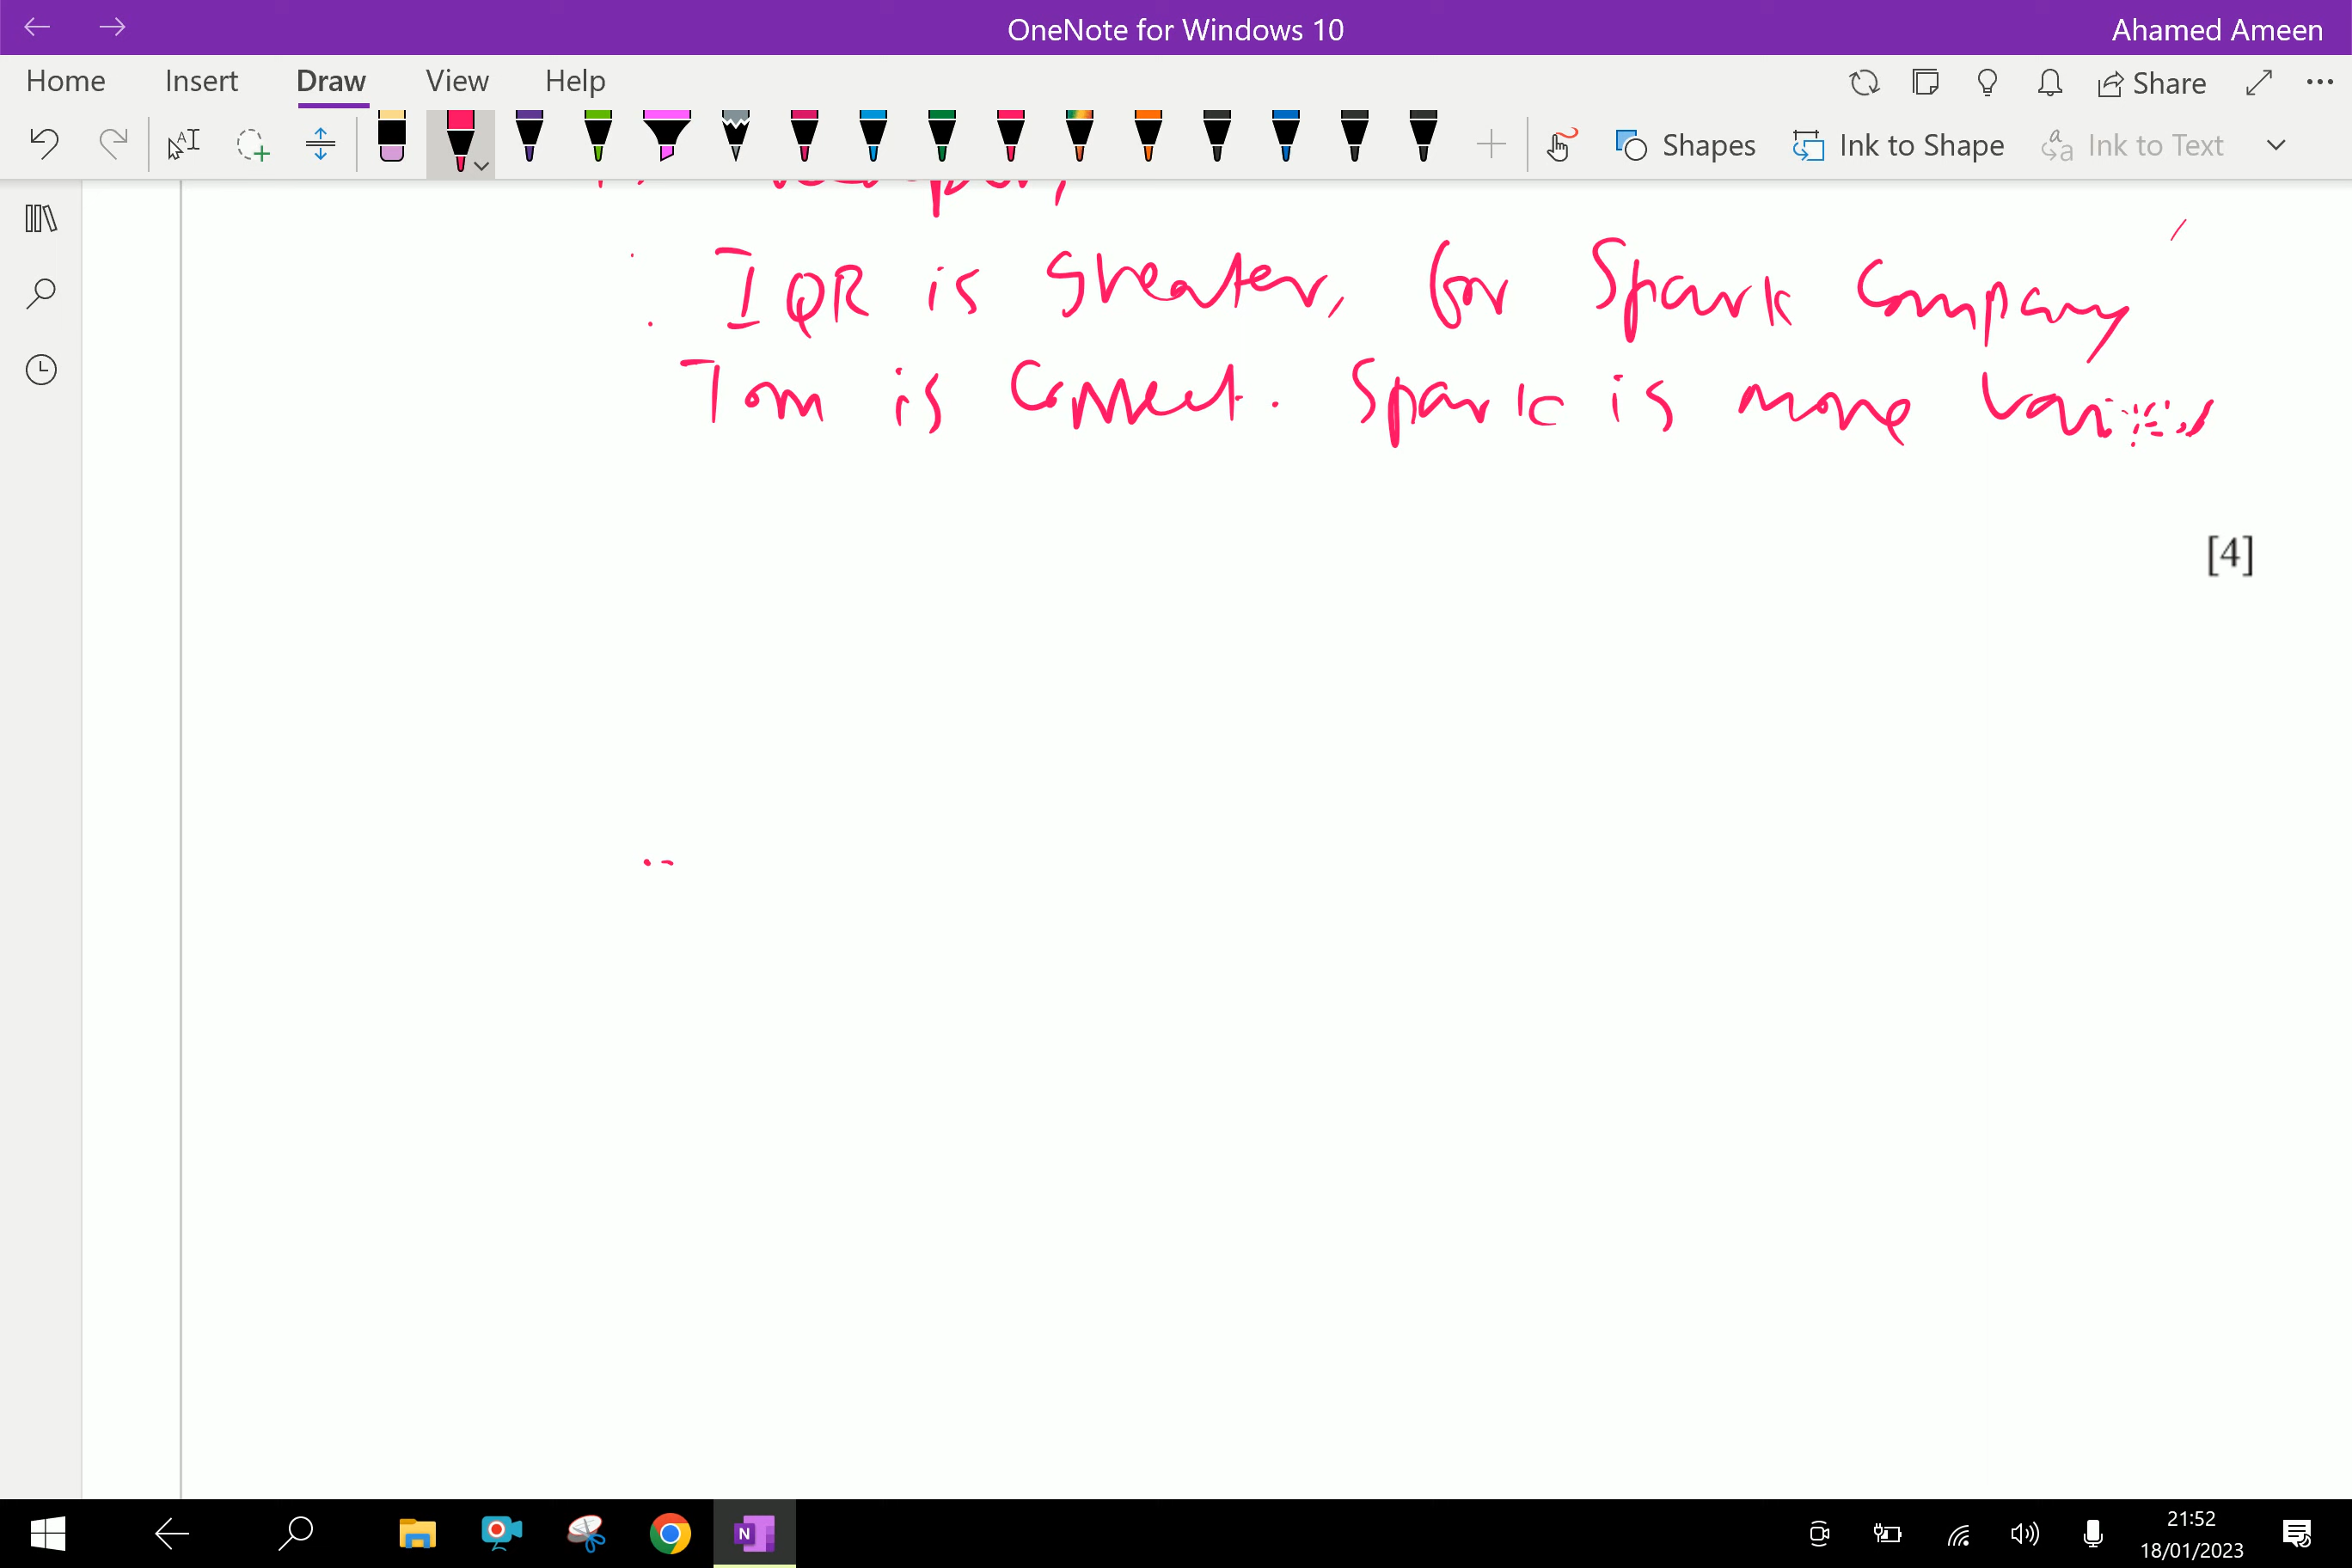 OneNote for Windows 10
Ahamed Ameen
Home Insert Draw View Help
Share
Shapes Ink to Shape Ink to Text
IQR is greater, for Spark Company
Tom is Correct. Spark is more
[4]
21:52
18/01/2023